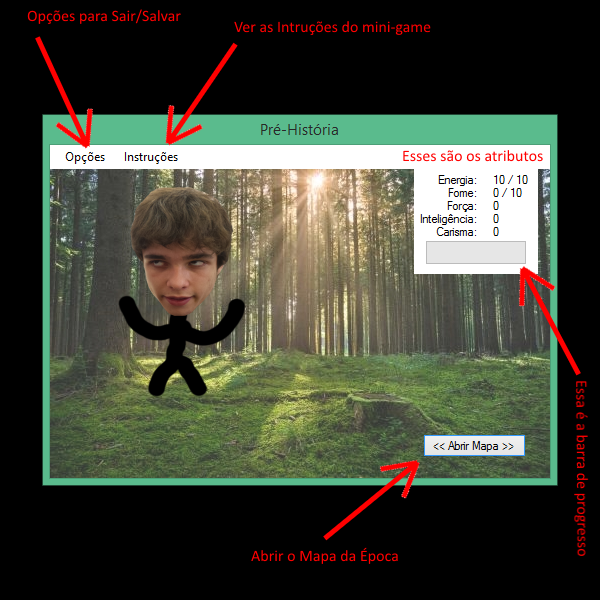 Opções para Sair/Salvar
Ver as Intruções do mini-game
Pré-História
Opções
Instruções
Esses são os atributos
Energia: 10 / 10
Fome: 0 / 10
Força: 0
Inteligência: 0
Carisma: 0
Essa é a barra de progresso
<< Abrir Mapa >>
Abrir o Mapa da Época